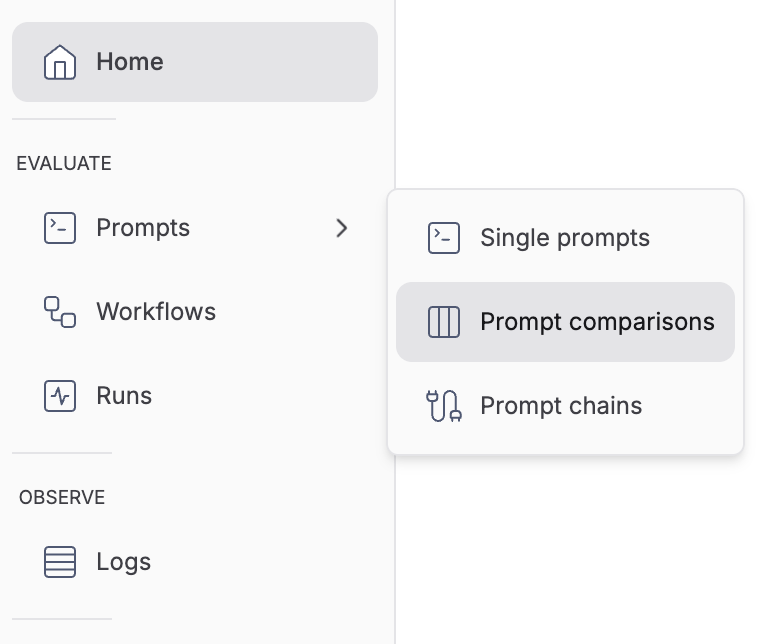 Home
EVALUATE
Prompts
Single prompts
Prompt comparisons
Prompt chains
Workflows
Runs
OBSERVE
Logs